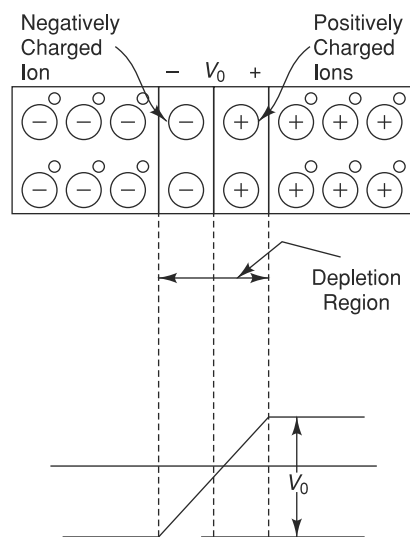 Negatively
Charged
Ion
Positively
Charged
Ions
− V₀ +
− − − − + + + +
− − − − + + + +
Depletion
Region
V₀